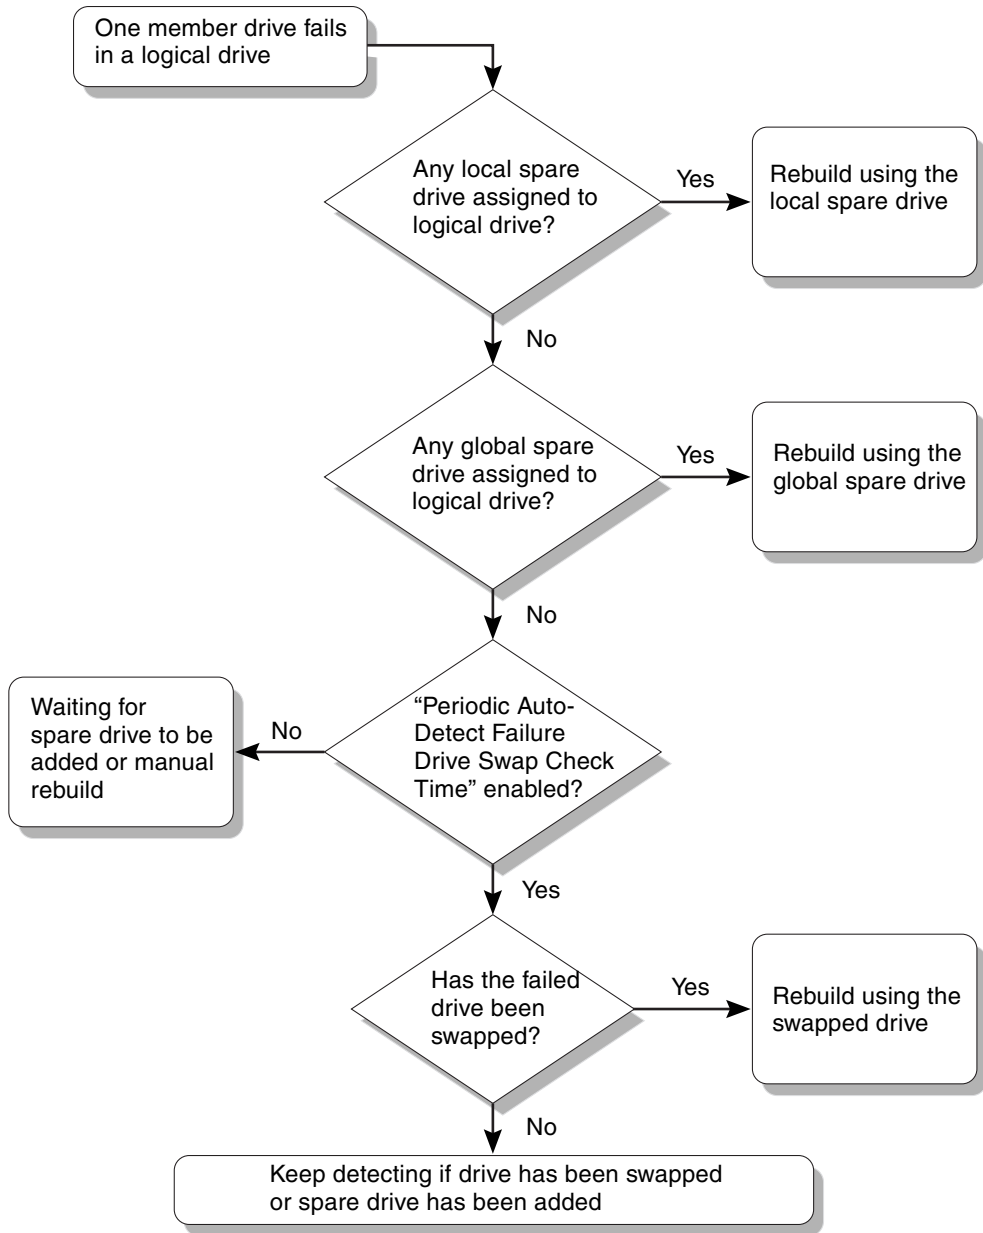 One member drive fails
in a logical drive
Any local spare
drive assigned to
logical drive?
Yes
Rebuild using the
local spare drive
No
Any global spare
drive assigned to
logical drive?
Yes
Rebuild using the
global spare drive
No
“Periodic Auto-
Detect Failure
Drive Swap Check
Time” enabled?
No
Waiting for
spare drive to be
added or manual
rebuild
Yes
Has the failed
drive been
swapped?
Yes
Rebuild using the
swapped drive
No
Keep detecting if drive has been swapped
or spare drive has been added